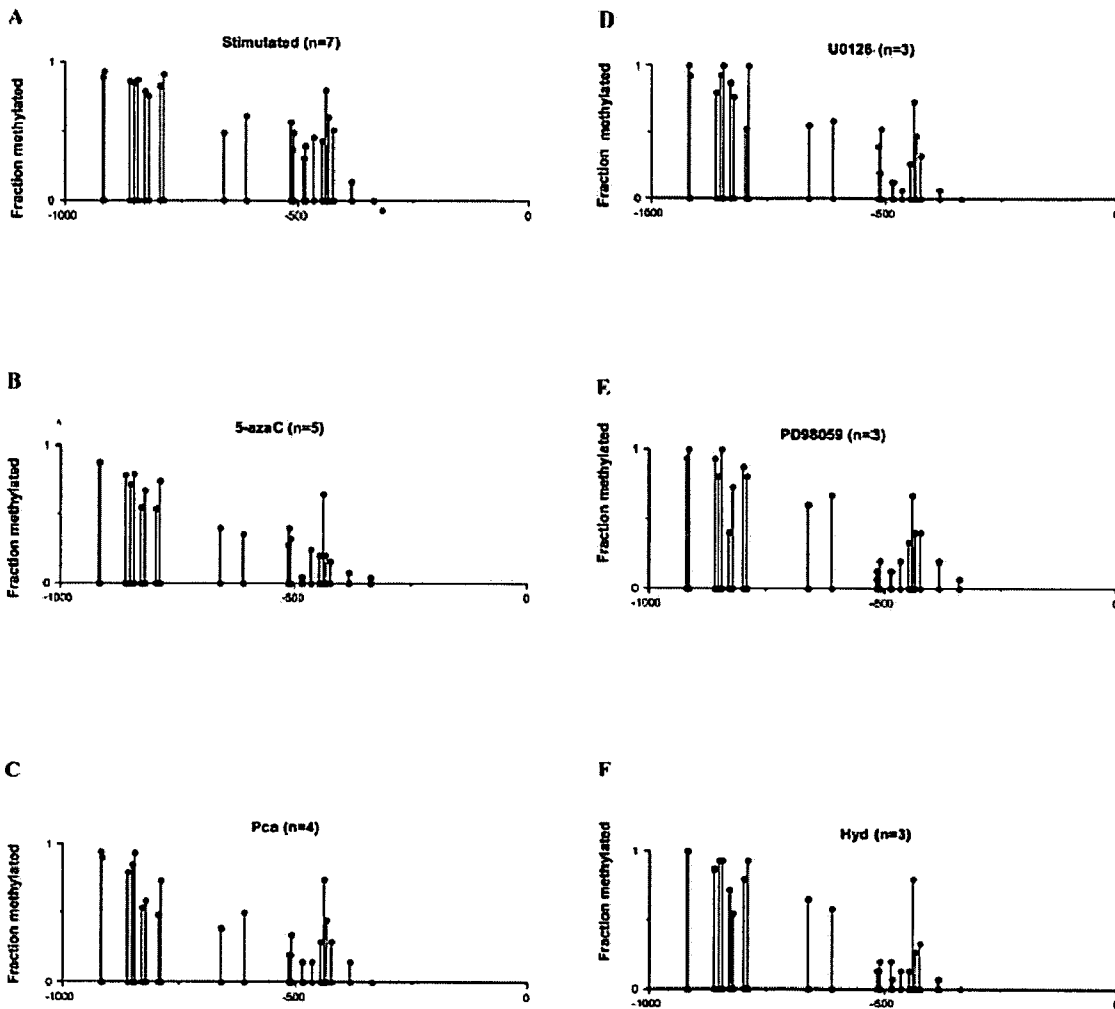 A
Stimulated (n=7)
Fraction methylated
1
0
-1000
-500
0
B
5-azaC (n=5)
Fraction methylated
1
0
-1000
-500
0
C
Pca (n=4)
Fraction methylated
1
0
-1000
-500
0
D
U0126 (n=3)
Fraction methylated
1
0
-1000
-500
0
E
PD98059 (n=3)
Fraction methylated
1
0
-1000
-500
0
F
Hyd (n=3)
Fraction methylated
1
0
-1000
-500
0